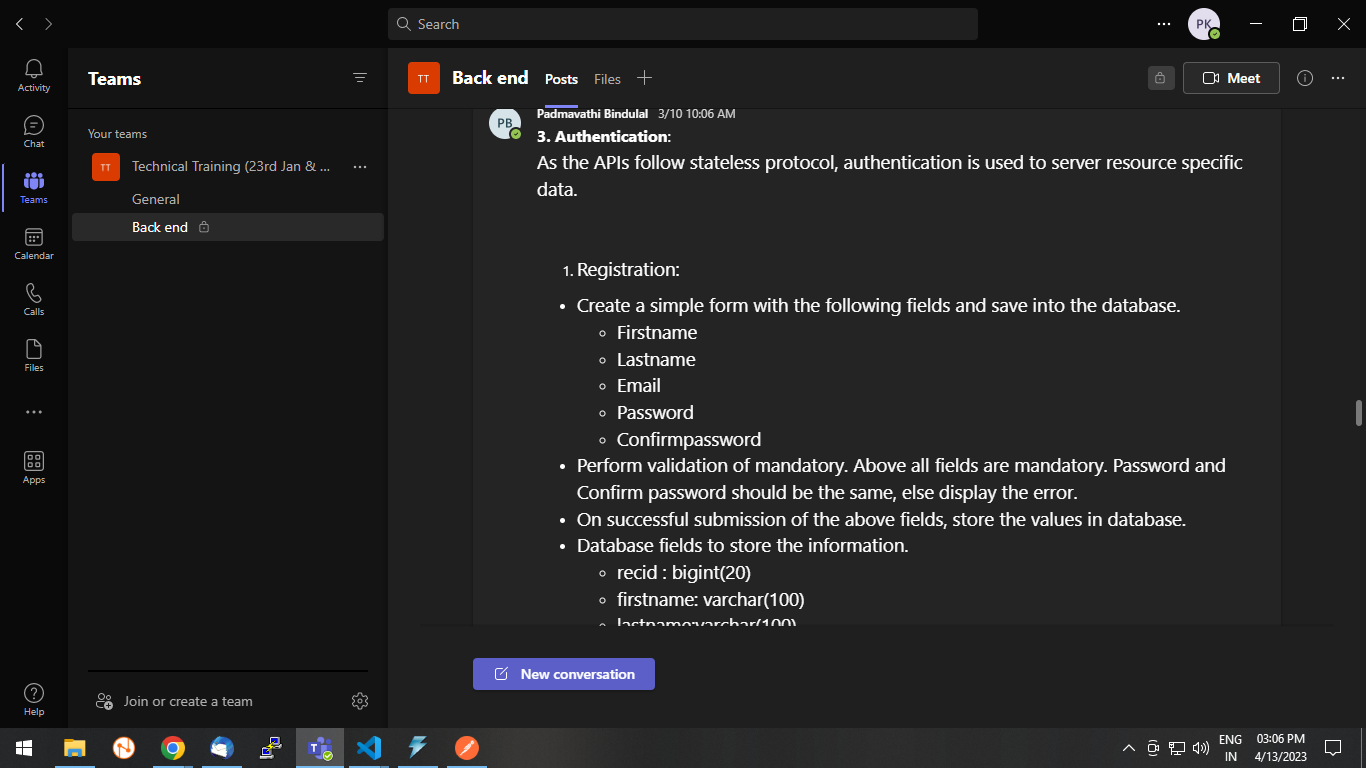 Search
PK
Activity
Chat
Teams
Calendar
Calls
Files
Apps
Help
Teams
Your teams
TT
Technical Training (23rd Jan & ...
General
Back end
Join or create a team
TT
Back end
Posts
Files
Meet
PB
Padmavathi Bindulal 3/10 10:06 AM
3. Authentication:
As the APIs follow stateless protocol, authentication is used to server resource specific
data.
1. Registration:
• Create a simple form with the following fields and save into the database.
◦ Firstname
◦ Lastname
◦ Email
◦ Password
◦ Confirmpassword
• Perform validation of mandatory. Above all fields are mandatory. Password and
Confirm password should be the same, else display the error.
• On successful submission of the above fields, store the values in database.
• Database fields to store the information.
◦ recid : bigint(20)
◦ firstname: varchar(100)
◦ lastname:varchar(100)
New conversation
ENG
IN
03:06 PM
4/13/2023